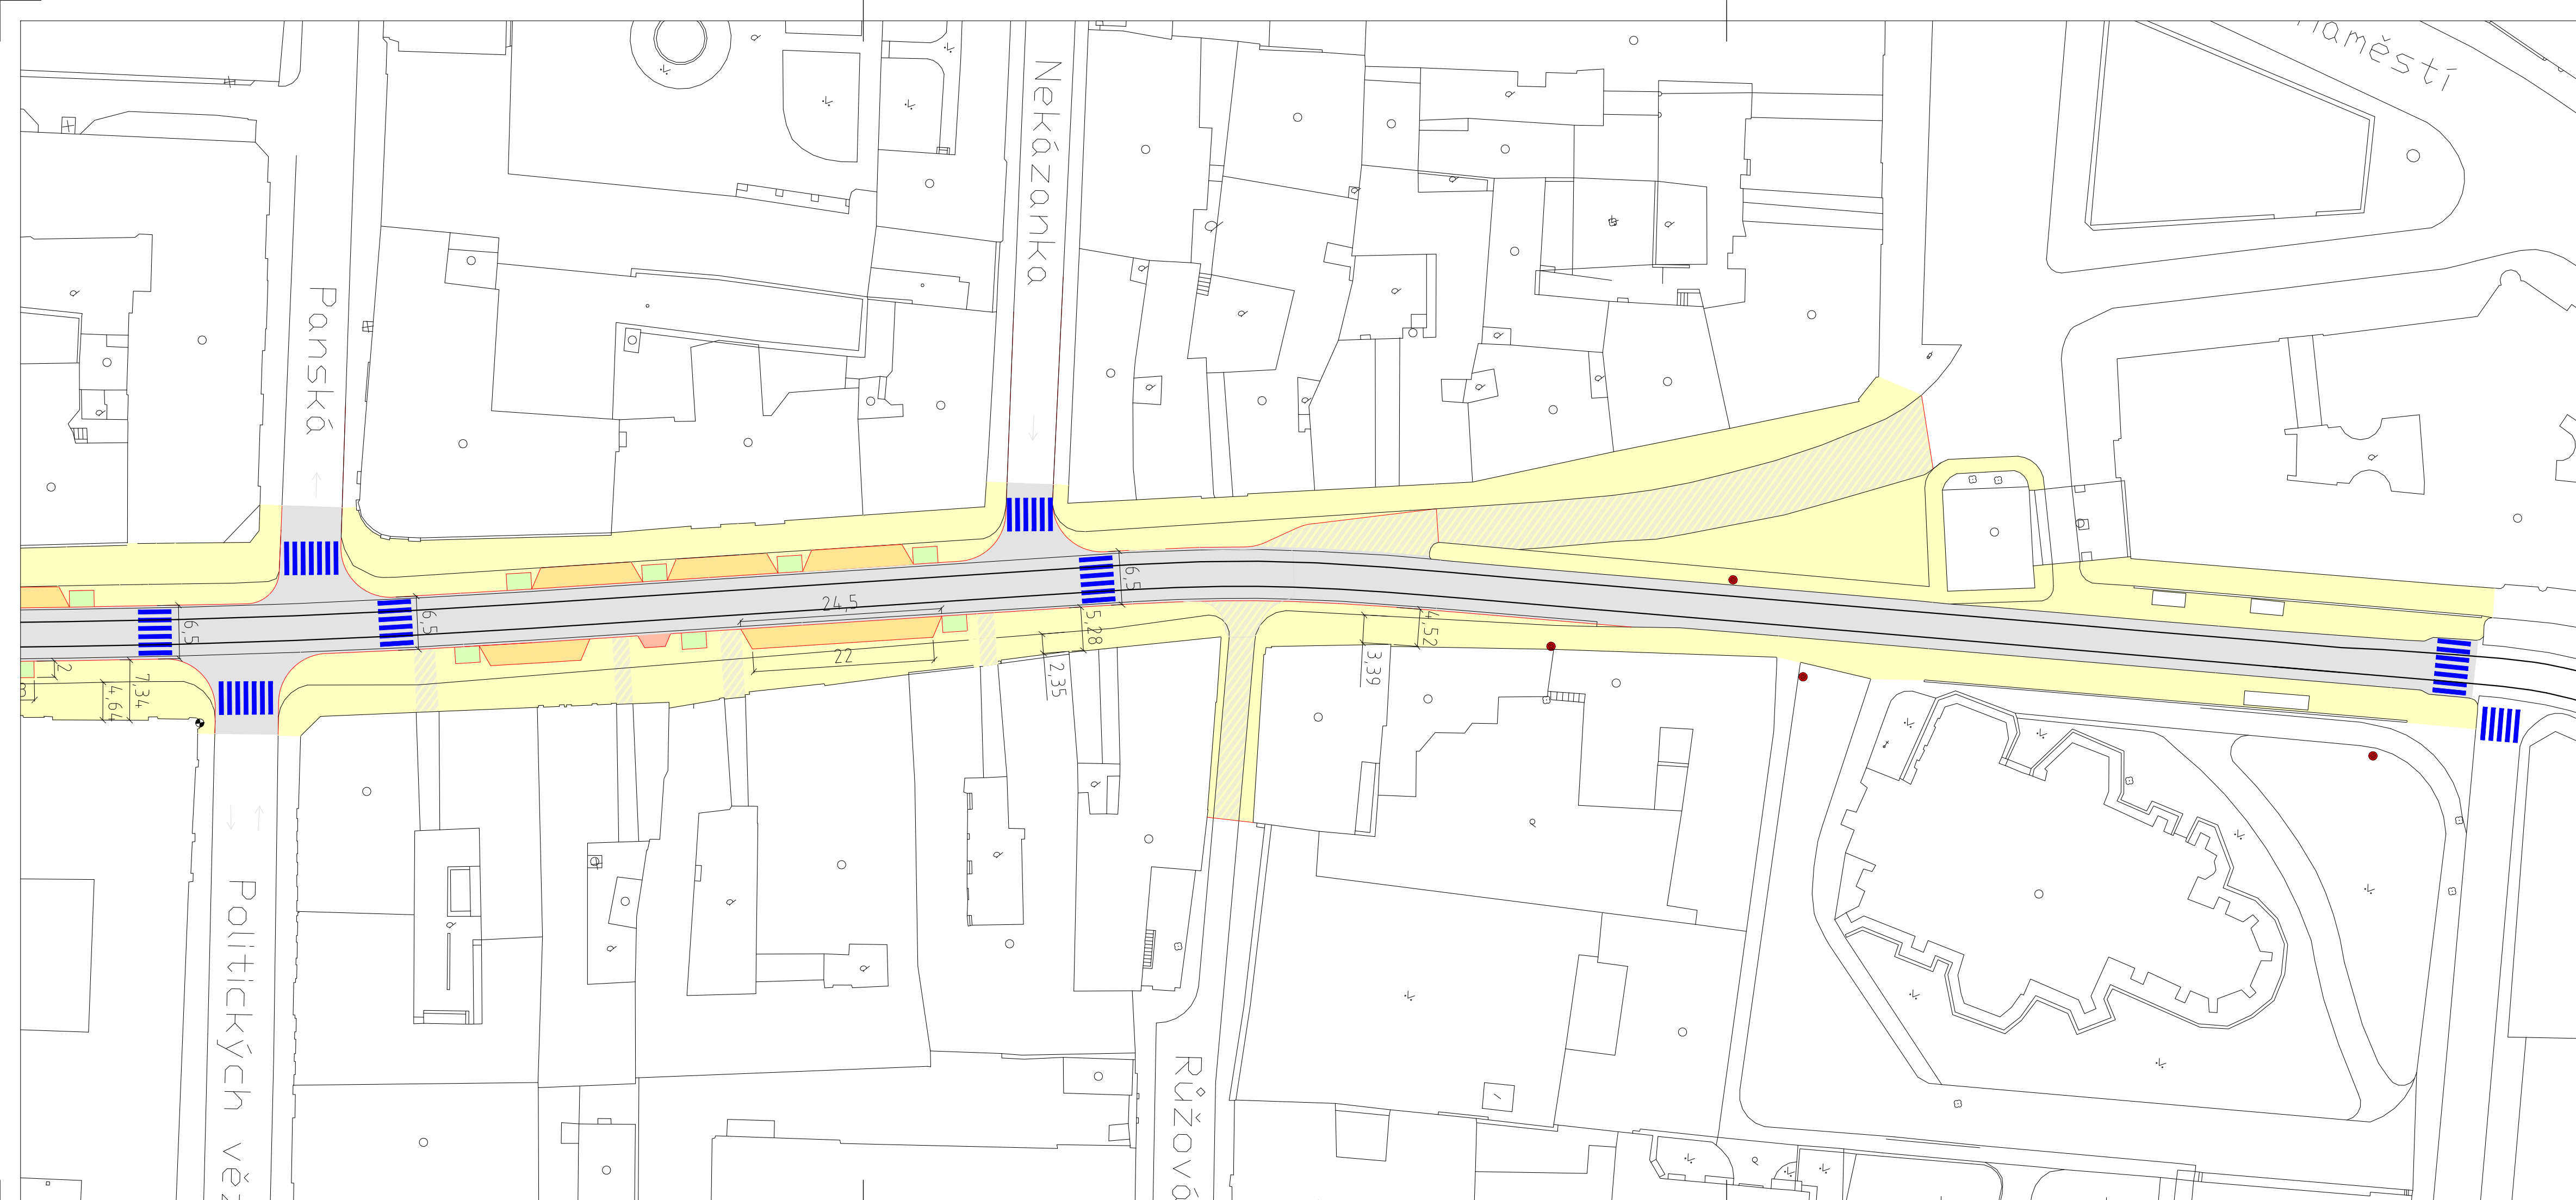 náměstí
Nekázanka
Panská
24,5
6,5
6,5
6,5
5,28
4,52
22
2
2,35
3,39
7,34
4,64
Politických věz
Růžová